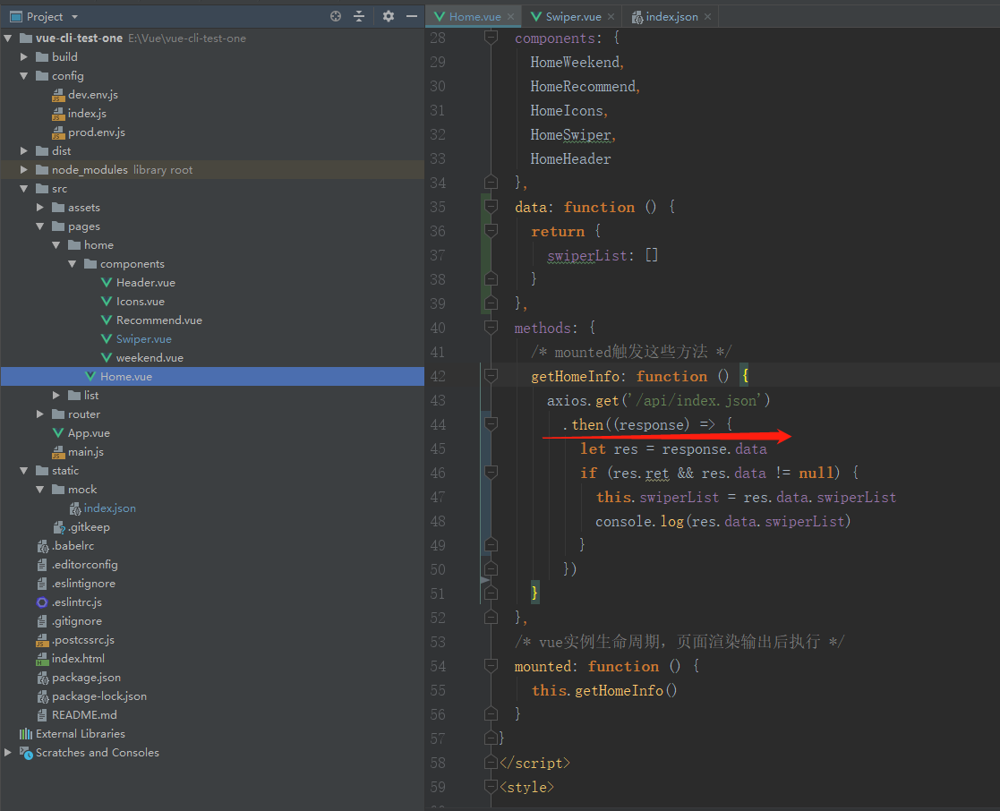 Project
vue-cli-test-one E:\Vue\vue-cli-test-one
build
config
dev.env.js
index.js
prod.env.js
dist
node_modules library root
src
assets
pages
home
components
Header.vue
Icons.vue
Recommend.vue
Swiper.vue
weekend.vue
Home.vue
list
router
App.vue
main.js
static
mock
index.json
.gitkeep
.babelrc
.editorconfig
.eslintignore
.eslintrc.js
.gitignore
.postcssrc.js
index.html
package.json
package-lock.json
README.md
External Libraries
Scratches and Consoles
Home.vue Swiper.vue index.json
28 components: {
29 HomeWeekend,
30 HomeRecommend,
31 HomeIcons,
32 HomeSwiper,
33 HomeHeader
34 },
35 data: function () {
36 return {
37 swiperList: []
38 }
39 },
40 methods: {
41 /* mounted触发这些方法 */
42 getHomeInfo: function () {
43 axios.get('/api/index.json')
44 .then((response) => {
45 let res = response.data
46 if (res.ret && res.data != null) {
47 this.swiperList = res.data.swiperList
48 console.log(res.data.swiperList)
49 }
50 })
51 }
52 },
53 /* vue实例生命周期，页面渲染输出后执行 */
54 mounted: function () {
55 this.getHomeInfo()
56 }
57 }
58 </script>
59 <style>